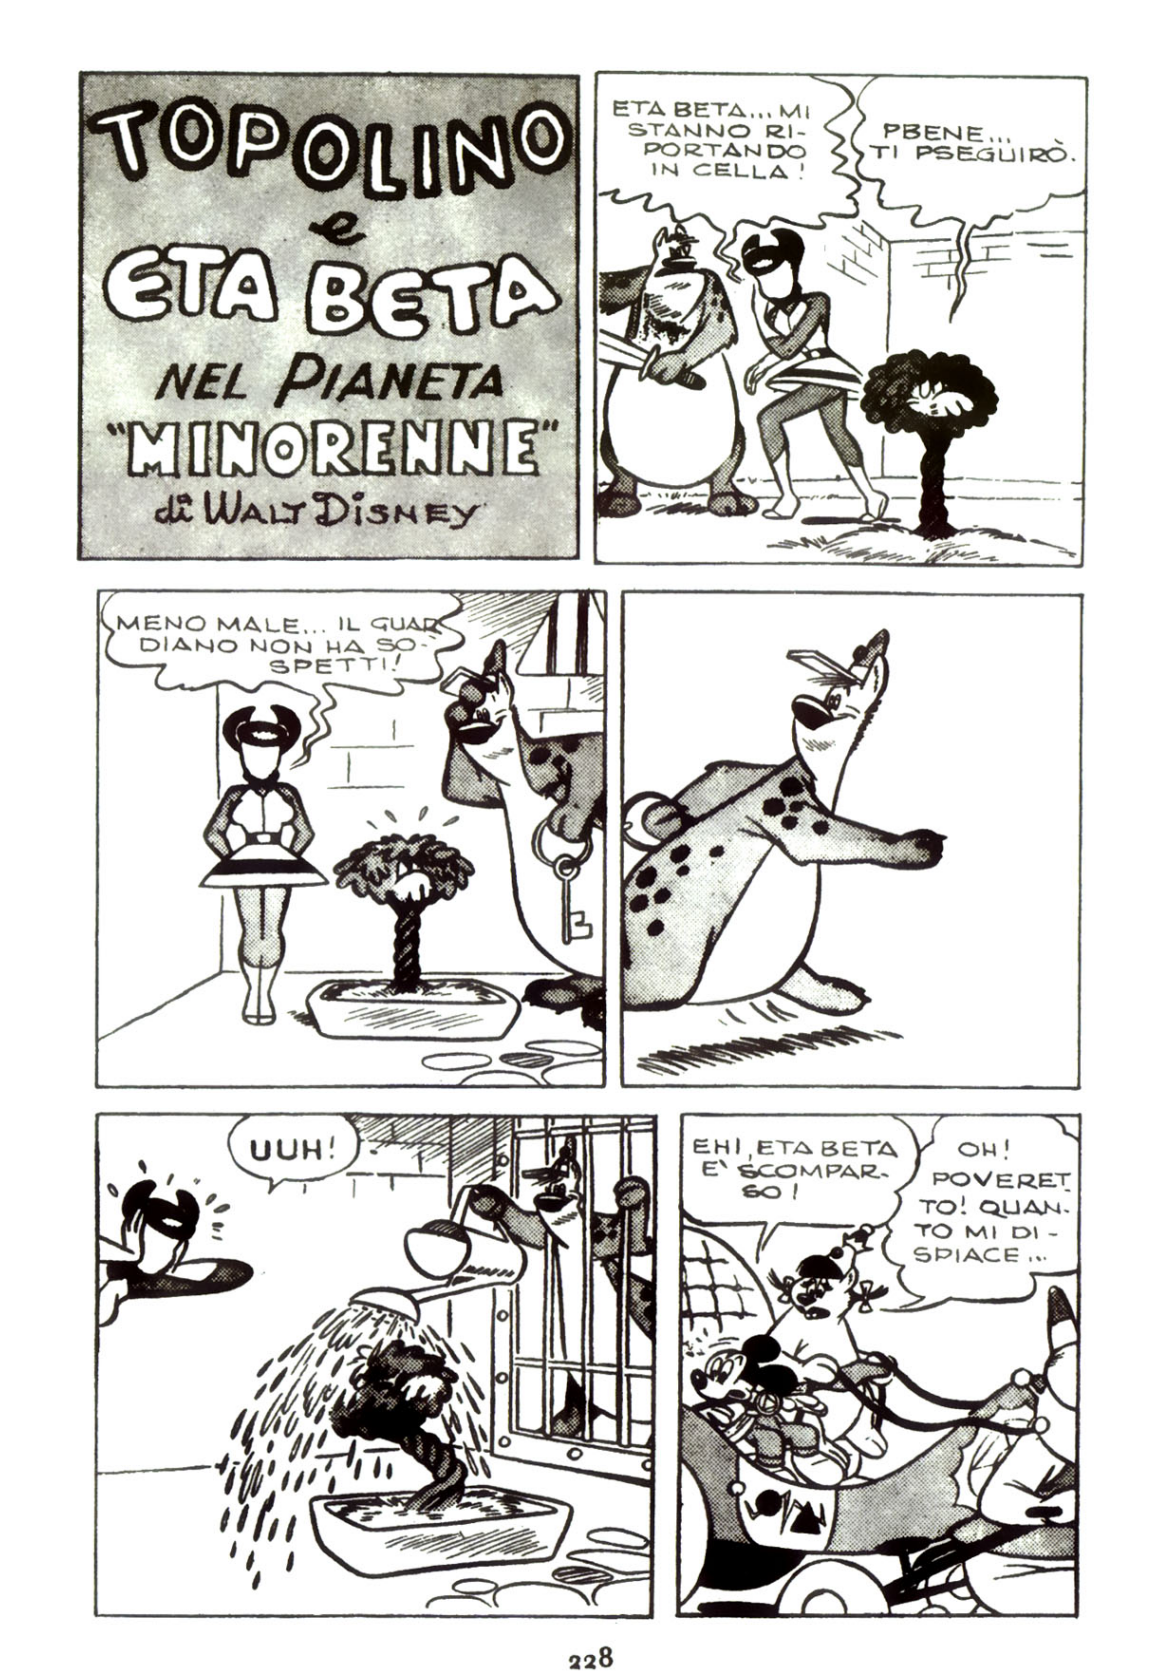 TOPOLINO
e
ETA BETA
NEL PIANETA
"MINORENNE"
di WALT DISNEY
ETA BETA... MI
STANNO RI-
PORTANDO
IN CELLA!
PBENE...
TI PSEGUIRÒ.
MENO MALE... IL GUAR
DIANO NON HA SO-
SPETTI!
UUH!
EHI, ETA BETA
E' SCOMPAR-
SO!
OH!
POVERET
TO! QUAN-
TO MI DI-
SPIACE...
228